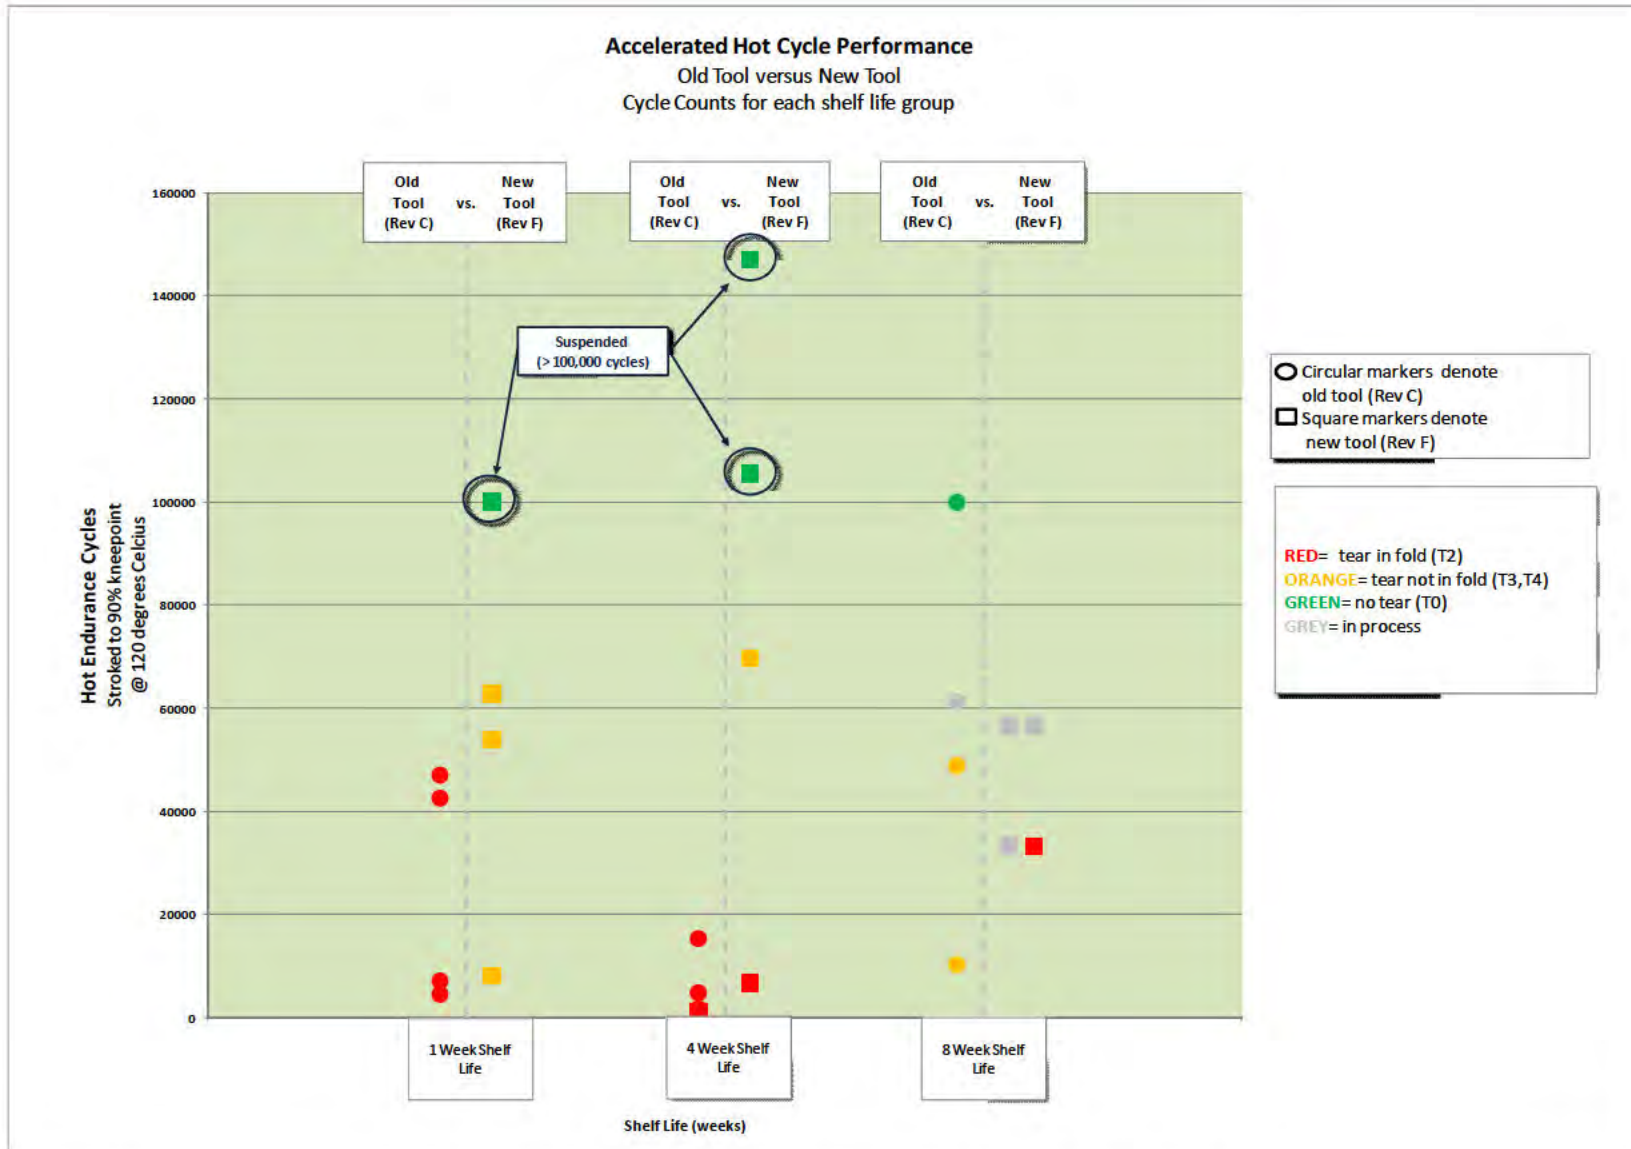 Accelerated Hot Cycle Performance
Old Tool versus New Tool
Cycle Counts for each shelf life group
Old
Tool
(Rev C)
vs.
New
Tool
(Rev F)
Old
Tool
(Rev C)
vs.
New
Tool
(Rev F)
Old
Tool
(Rev C)
vs.
New
Tool
(Rev F)
160000
140000
120000
100000
80000
60000
40000
20000
0
Hot Endurance Cycles
Stroked to 90% kneepoint
@ 120 degrees Celcius
Suspended
(>100,000 cycles)
Circular markers denote
old tool (Rev C)
Square markers denote
new tool (Rev F)
RED= tear in fold (T2)
ORANGE= tear not in fold (T3,T4)
GREEN= no tear (T0)
GREY= in process
1 Week Shelf
Life
4 Week Shelf
Life
8 Week Shelf
Life
Shelf Life (weeks)